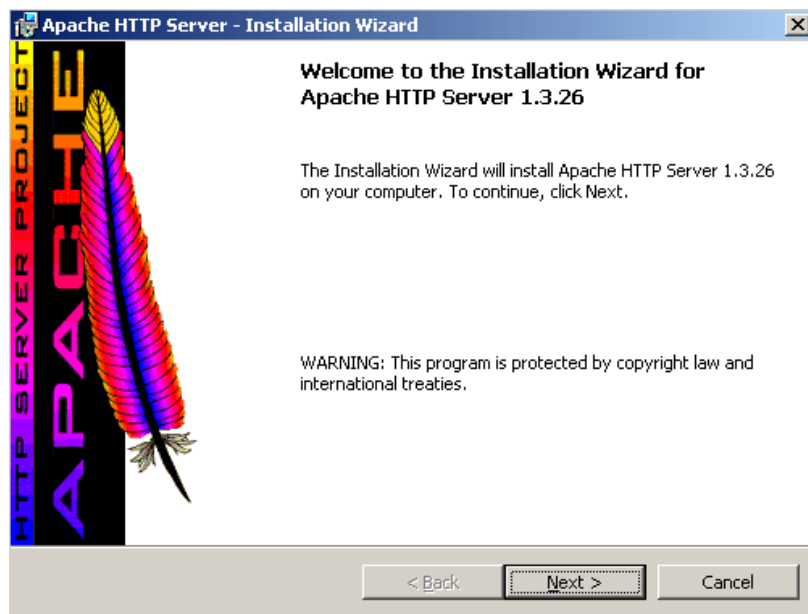 Apache HTTP Server - Installation Wizard
HTTP SERVER PROJECT
APACHE
Welcome to the Installation Wizard for
Apache HTTP Server 1.3.26
The Installation Wizard will install Apache HTTP Server 1.3.26
on your computer. To continue, click Next.
WARNING: This program is protected by copyright law and
international treaties.
< Back
Next >
Cancel